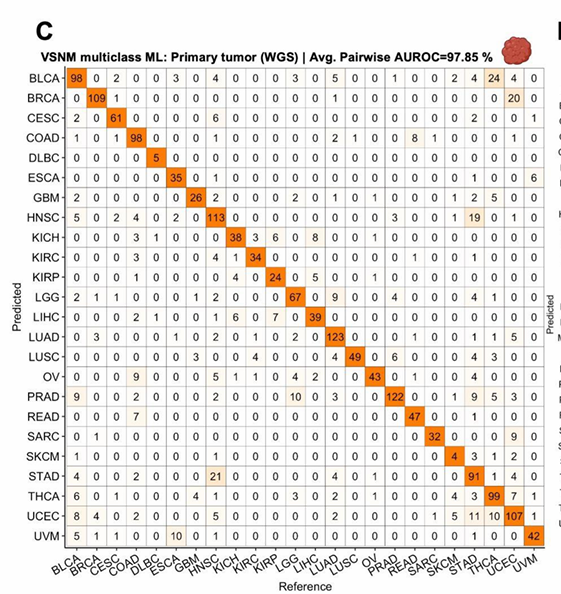 C
VSNM multiclass ML: Primary tumor (WGS) | Avg. Pairwise AUROC=97.85 %
BLCA 98 0 2 0 0 3 0 4 0 0 0 3 0 5 0 0 1 0 0 2 4 24 4 0
BRCA 0 109 1 0 0 0 0 0 0 0 0 0 0 1 0 0 0 0 0 0 0 0 20 0
CESC 2 0 61 0 0 0 0 6 0 0 0 0 0 0 0 0 0 0 0 0 2 0 0 1
COAD 1 0 1 98 0 0 0 1 0 0 0 0 0 2 1 0 0 8 1 0 0 0 1 0
DLBC 0 0 0 0 5 0 0 0 0 0 0 0 0 0 0 0 0 0 0 0 0 0 0 0
ESCA 0 0 0 0 0 35 0 1 0 0 0 0 0 0 0 0 0 0 0 0 1 0 0 6
GBM 2 0 0 0 0 0 26 2 0 0 0 2 0 1 0 1 0 0 0 1 2 5 0 0
HNSC 5 0 2 4 0 2 0 113 0 0 0 0 0 0 0 0 3 0 0 1 19 0 1 0
KICH 0 0 0 3 1 0 0 0 38 3 6 0 8 0 0 1 0 0 0 0 0 0 0 0
KIRC 0 0 0 3 0 0 0 4 1 34 0 0 0 0 0 0 0 1 0 0 1 0 0 0
KIRP 0 0 0 1 0 0 0 0 4 0 24 0 5 0 0 1 0 0 0 0 0 0 0 0
LGG 2 1 1 0 0 0 1 2 0 0 0 67 0 9 0 0 4 0 0 0 4 1 0 0
LIHC 0 0 0 2 1 0 0 1 6 0 7 0 39 0 0 0 0 0 0 0 0 0 0 0
LUAD 0 3 0 0 0 1 0 2 0 1 0 2 0 123 0 0 0 0 0 0 1 1 5 0
LUSC 0 0 0 0 0 0 3 0 0 4 0 0 0 4 49 0 6 0 0 0 4 3 0 0
OV 0 0 0 9 0 0 0 5 1 1 0 4 2 0 0 43 0 1 0 0 4 0 0 0
PRAD 9 0 0 2 0 0 0 2 0 0 0 10 0 3 0 0 122 0 0 1 9 5 3 0
READ 0 0 0 7 0 0 0 0 0 0 0 0 0 0 0 0 0 47 0 0 1 0 0 0
SARC 0 1 0 0 0 0 0 0 0 0 0 0 0 0 0 0 0 0 32 0 0 0 9 0
SKCM 1 0 0 0 0 0 0 1 0 0 0 0 0 0 0 0 0 0 0 4 3 1 2 0
STAD 4 0 0 2 0 0 0 21 0 0 0 0 0 4 0 1 0 0 0 0 91 1 4 0
THCA 6 0 1 0 0 0 4 1 0 0 0 3 0 2 0 1 0 0 0 4 3 99 7 1
UCEC 8 4 0 2 0 0 0 5 0 0 0 0 0 2 0 0 0 0 1 5 11 10 107 1
UVM 5 1 1 0 0 10 0 1 0 0 0 0 0 0 0 0 0 0 0 0 0 0 0 42
BLCA BRCA CESC COAD DLBC ESCA GBM HNSC KICH KIRC KIRP LGG LIHC LUAD LUSC OV PRAD READ SARC SKCM STAD THCA UCEC UVM
Reference
Predicted
Predicted